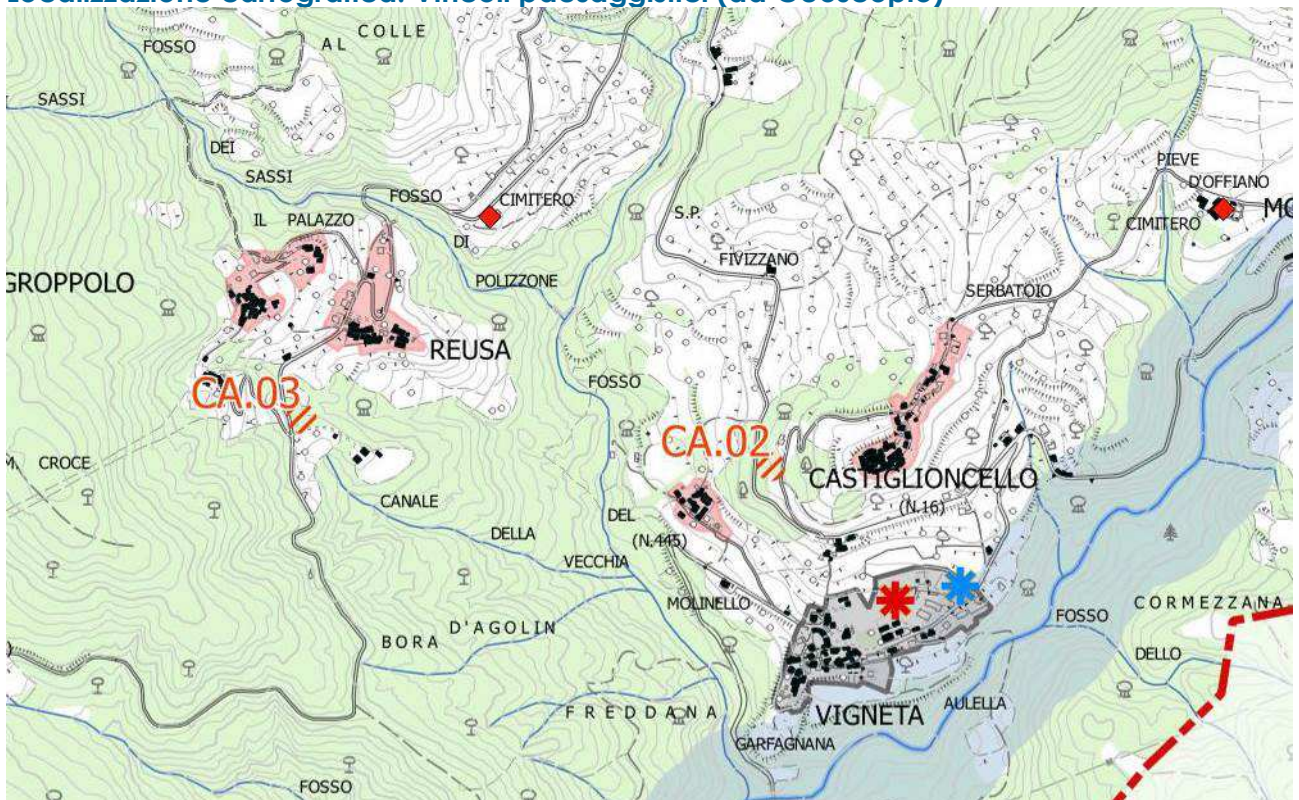 Localizzazione cartografica: Vincoli paesaggistici (da Geoscopio)
FOSSO
AL COLLE
SASSI
DEI
SASSI
FOSSO
CIMITERO
IL PALAZZO
DI
POLIZZONE
S.P.
FIVIZZANO
PIEVE
D'OFFIANO
CIMITERO
MO
SERBATOIO
GROPPOLO
REUSA
FOSSO
CA.03
CA.02
M. CROCE
CASTIGLIONCELLO
(N.16)
CANALE
DELLA
DEL
(N.445)
VECCHIA
MOLINELLO
BORA D'AGOLIN
FOSSO
CORMEZZANA
DELLO
FREDDANA
VIGNETA
AULELLA
GARFAGNANA
FOSSO